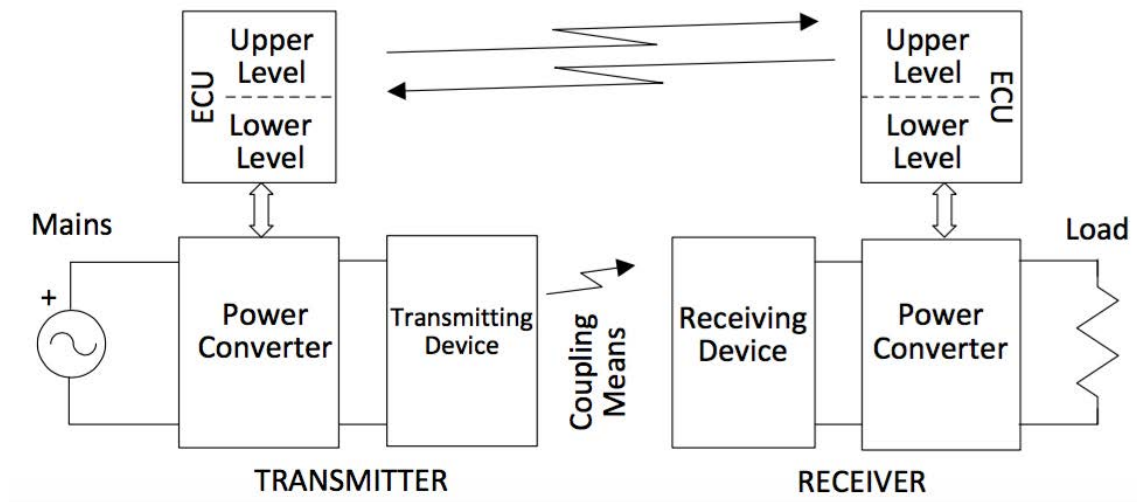 ECU
Upper
Level
Lower
Level
Upper
Level
Lower
Level
ECU
Mains
+
Power
Converter
Transmitting
Device
Coupling
Means
Receiving
Device
Power
Converter
Load
TRANSMITTER
RECEIVER